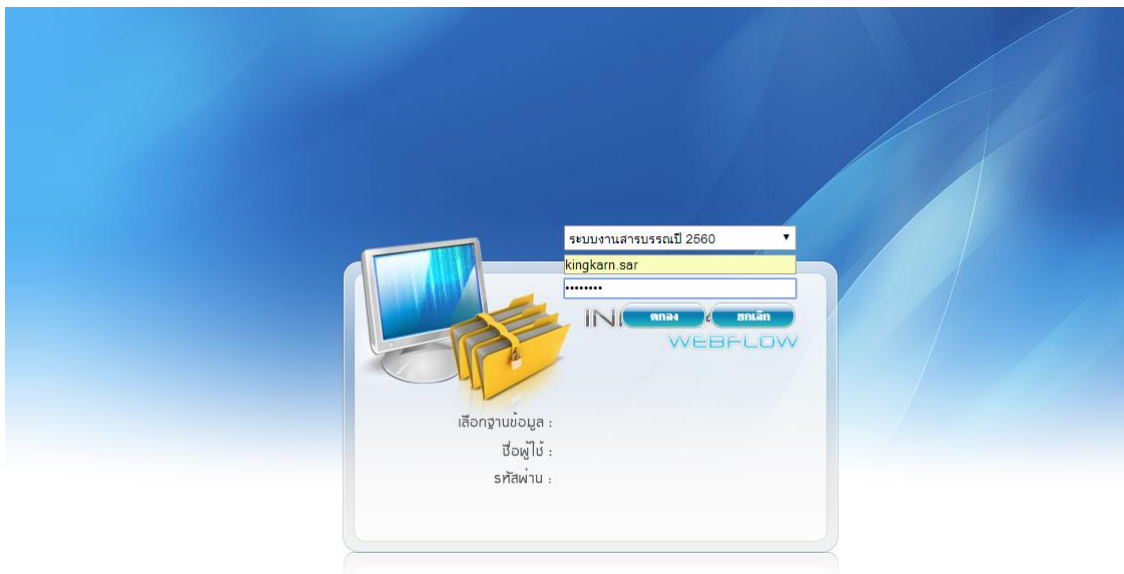 ระบบงานสารบรรณปี 2560
kingkarn.sar
••••••••
ตกลง ยกเลิก
WEBFLOW
เลือกฐานข้อมูล :
ชื่อผู้ใช้ :
รหัสผ่าน :